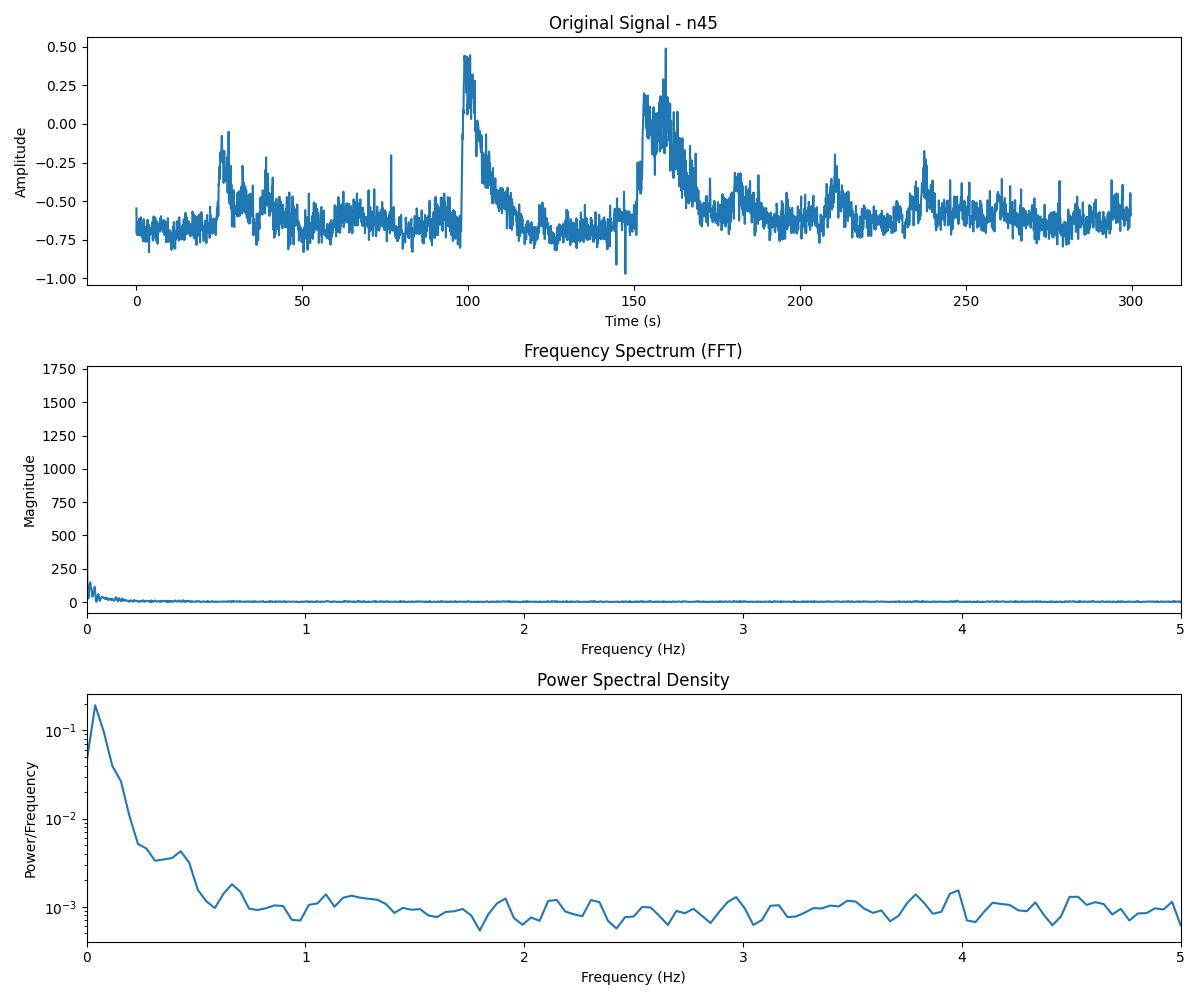 Original Signal - n45
0.50
0.25
0.00
−0.25
−0.50
−0.75
−1.00
Amplitude
0 50 100 150 200 250 300
Time (s)
Frequency Spectrum (FFT)
1750
1500
1250
1000
750
500
250
0
Magnitude
0 1 2 3 4 5
Frequency (Hz)
Power Spectral Density
10⁻¹
10⁻²
10⁻³
Power/Frequency
0 1 2 3 4 5
Frequency (Hz)